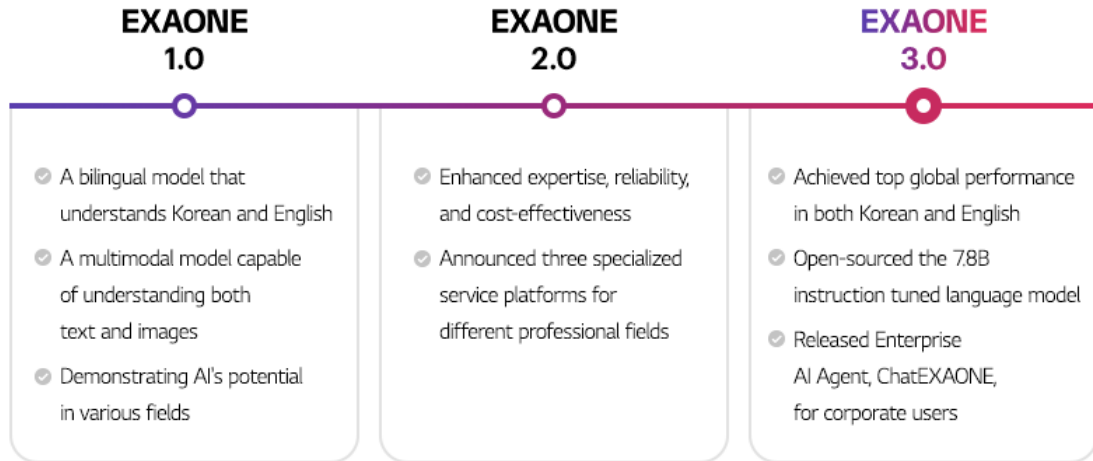 EXAONE
1.0
A bilingual model that
understands Korean and English
A multimodal model capable
of understanding both
text and images
Demonstrating AI's potential
in various fields
EXAONE
2.0
Enhanced expertise, reliability,
and cost-effectiveness
Announced three specialized
service platforms for
different professional fields
EXAONE
3.0
Achieved top global performance
in both Korean and English
Open-sourced the 7.8B
instruction tuned language model
Released Enterprise
AI Agent, ChatEXAONE,
for corporate users